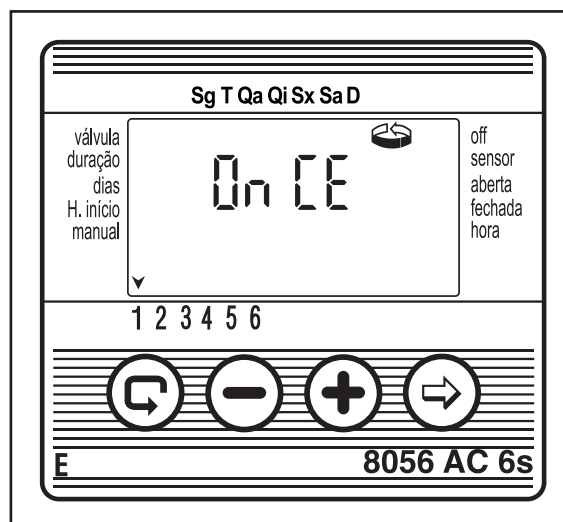 Sg T Qa Qi Sx Sa D
válvula
duração
dias
H. início
manual
On CE
off
sensor
aberta
fechada
hora
1 2 3 4 5 6
E
8056 AC 6s